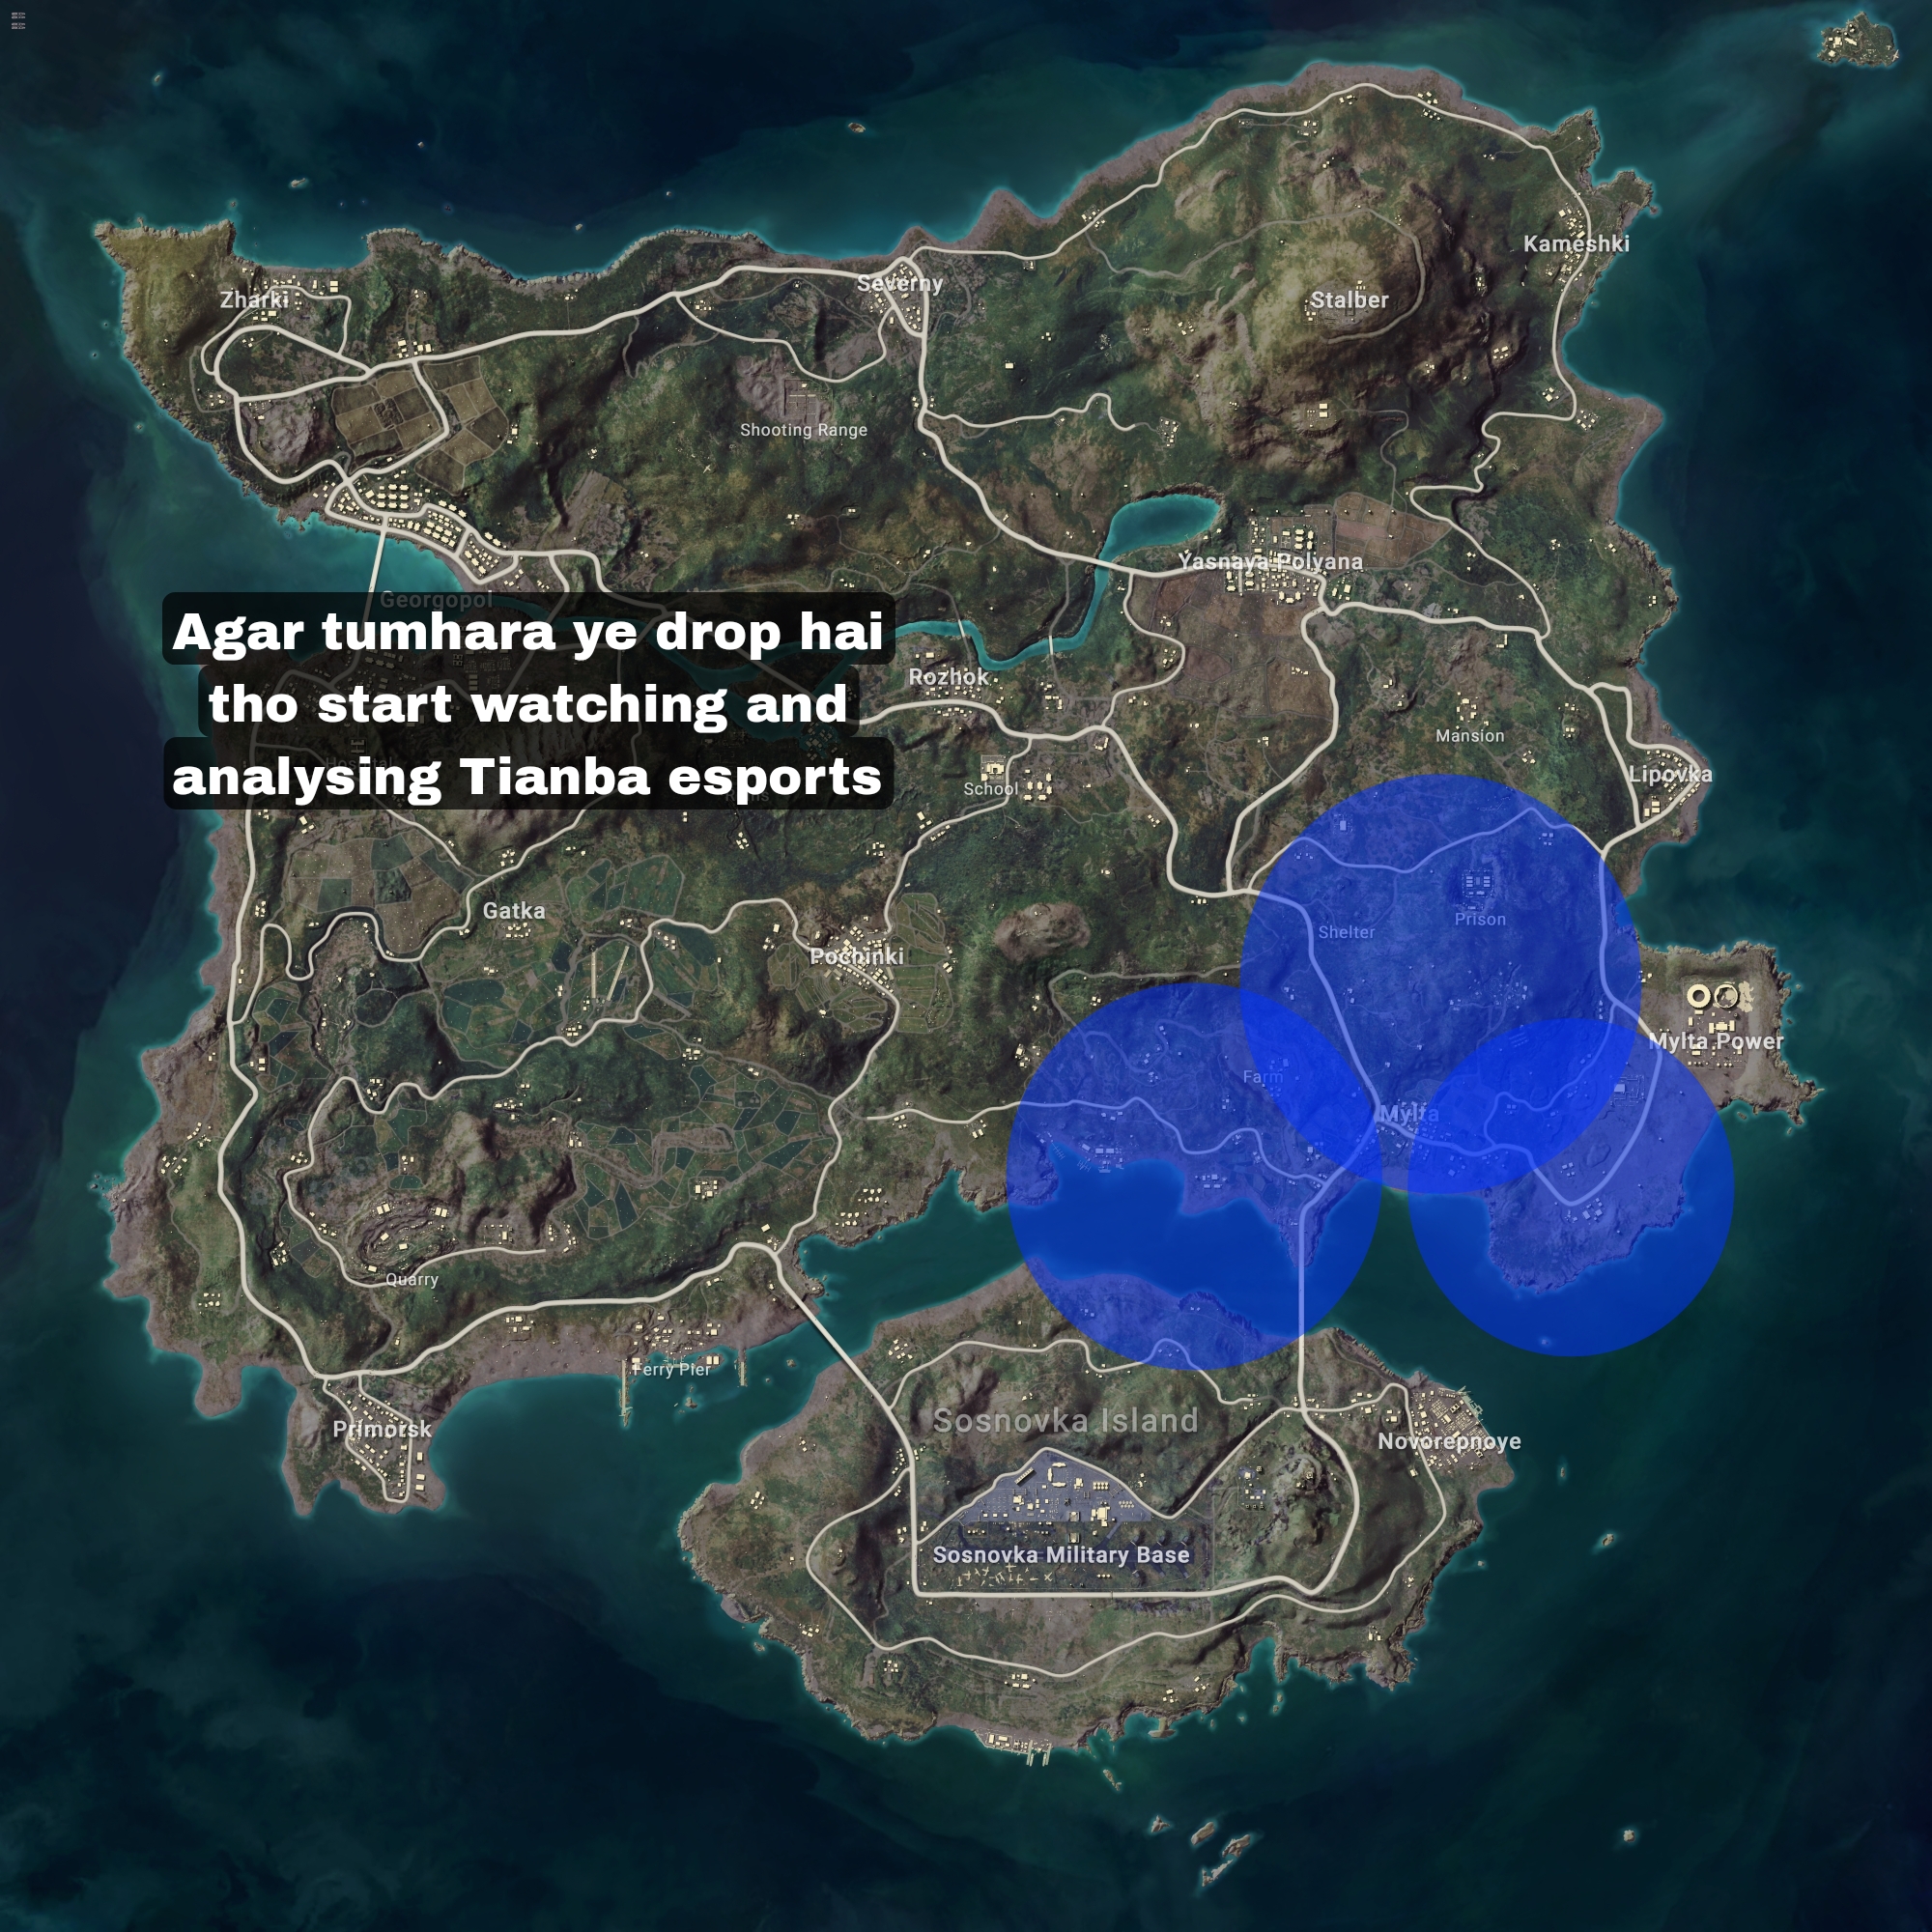 Kameshki
Zharki
Severny
Stalber
Shooting Range
Yasnaya Polyana
Georgopol
Agar tumhara ye drop hai
tho start watching and
analysing Tianba esports
Rozhok
Mansion
Hospital
Lipovka
School
Ruins
Gatka
Prison
Shelter
Pochinki
Mylta Power
Farm
Mylta
Quarry
Ferry Pier
Primorsk
Sosnovka Island
Novorepnoye
Sosnovka Military Base